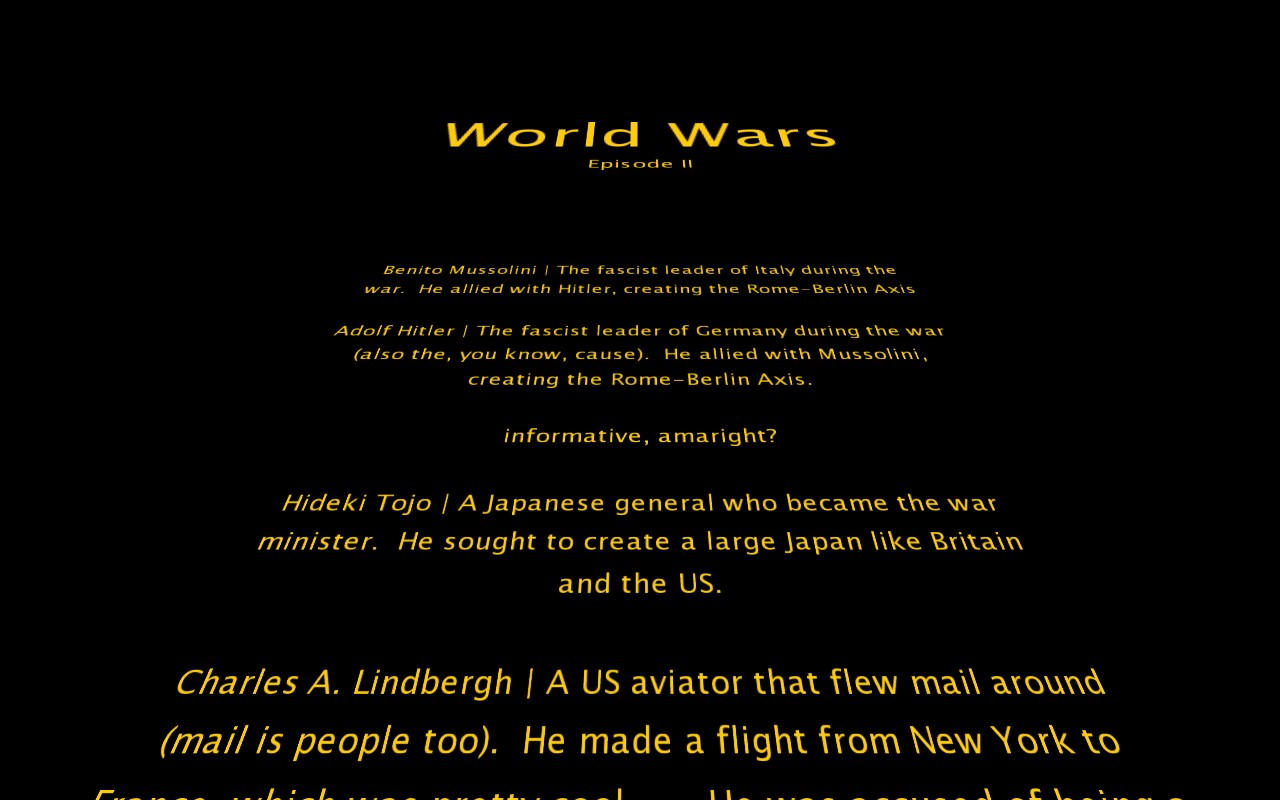 World Wars
Episode II
Benito Mussolini | The fascist leader of Italy during the
war.  He allied with Hitler, creating the Rome-Berlin Axis
Adolf Hitler | The fascist leader of Germany during the war
(also the, you know, cause).  He allied with Mussolini,
creating the Rome-Berlin Axis.
informative, amaright?
Hideki Tojo | A Japanese general who became the war
minister.  He sought to create a large Japan like Britain
and the US.
Charles A. Lindbergh | A US aviator that flew mail around
(mail is people too).  He made a flight from New York to
France, which was pretty cool He was accused of being a